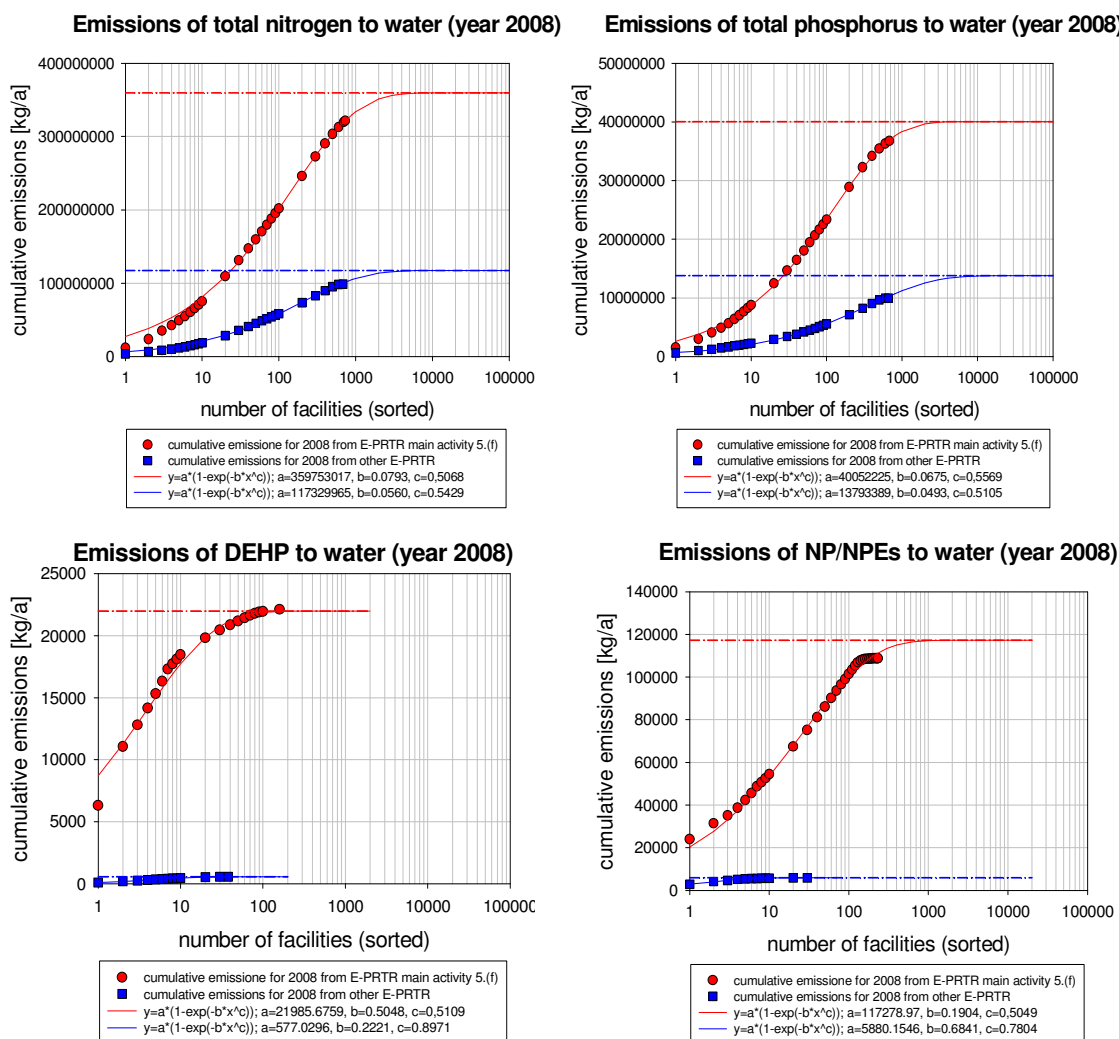 Emissions of total nitrogen to water (year 2008)
cumulative emissions [kg/a]
400000000
300000000
200000000
100000000
0
1 10 100 1000 10000 100000
number of facilities (sorted)
cumulative emissione for 2008 from E-PRTR main activity 5.(f)
cumulative emissions for 2008 from other E-PRTR
y=a*(1-exp(-b*x^c)); a=359753017, b=0.0793, c=0,5068
y=a*(1-exp(-b*x^c)); a=117329965, b=0.0560, c=0.5429
Emissions of total phosphorus to water (year 2008)
cumulative emissions [kg/a]
50000000
40000000
30000000
20000000
10000000
0
1 10 100 1000 10000 100000
number of facilities (sorted)
cumulative emissione for 2008 from E-PRTR main activity 5.(f)
cumulative emissions for 2008 from other E-PRTR
y=a*(1-exp(-b*x^c)); a=40052225, b=0.0675, c=0,5569
y=a*(1-exp(-b*x^c)); a=13793389, b=0.0493, c=0.5105
Emissions of DEHP to water (year 2008)
cumulative emissions [kg/a]
25000
20000
15000
10000
5000
0
1 10 100 1000 10000 100000
number of facilities (sorted)
cumulative emissione for 2008 from E-PRTR main activity 5.(f)
cumulative emissions for 2008 from other E-PRTR
y=a*(1-exp(-b*x^c)); a=21985.6759, b=0.5048, c=0,5109
y=a*(1-exp(-b*x^c)); a=577.0296, b=0.2221, c=0.8971
Emissions of NP/NPEs to water (year 2008)
cumulative emissions [kg/a]
140000
120000
100000
80000
60000
40000
20000
0
1 10 100 1000 10000 100000
number of facilities (sorted)
cumulative emissione for 2008 from E-PRTR main activity 5.(f)
cumulative emissions for 2008 from other E-PRTR
y=a*(1-exp(-b*x^c)); a=117278.97, b=0.1904, c=0,5049
y=a*(1-exp(-b*x^c)); a=5880.1546, b=0.6841, c=0.7804